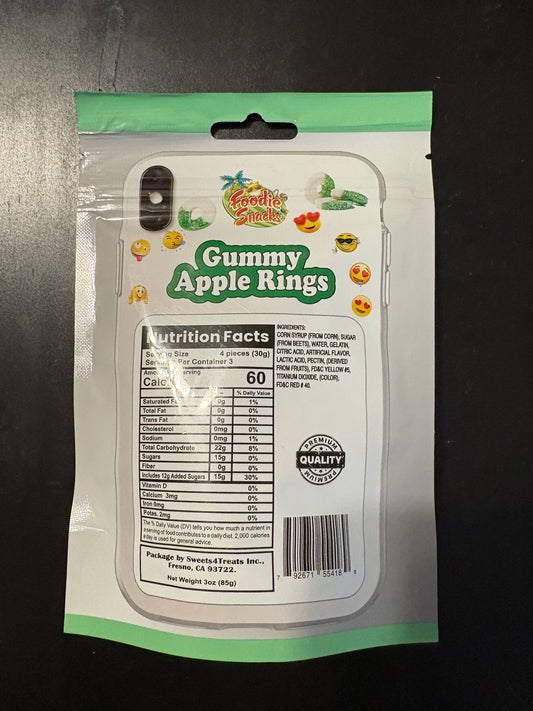 Foodie
Snacks
Gummy
Apple Rings
Nutrition Facts
Serving Size 4 pieces (30g)
Per Container 3
60
% Daily Value
Saturated 0g 1%
Total Fat 0g 0%
Trans Fat 0g 0%
Cholesterol 0mg 0%
Sodium 0mg 1%
Total Carbohydrate 22g 8%
Sugars 15g 0%
Fiber 0g 0%
Includes 12g Added Sugars 15g 30%
Vitamin D 0%
Calcium 3mg 0%
Iron 0mg 0%
Potas. 2mg 0%
The % Daily Value (DV) tells you how much a nutrient in
a serving of food contributes to a daily diet. 2,000 calories
a day is used for general advice.
Package by Sweets4Treats Inc.,
Fresno, CA 93722.
Net Weight 3oz (85g)
INGREDIENTS:
CORN SYRUP (FROM CORN), SUGAR
(FROM BEETS), WATER, GELATIN,
CITRIC ACID, ARTIFICIAL FLAVOR,
LACTIC ACID, PECTIN, (DERIVED
FROM FRUITS), FD&C YELLOW #5,
TITANIUM DIOXIDE, (COLOR),
FD&C RED # 40.
PREMIUM
QUALITY
PREMIUM
7 92671 55418